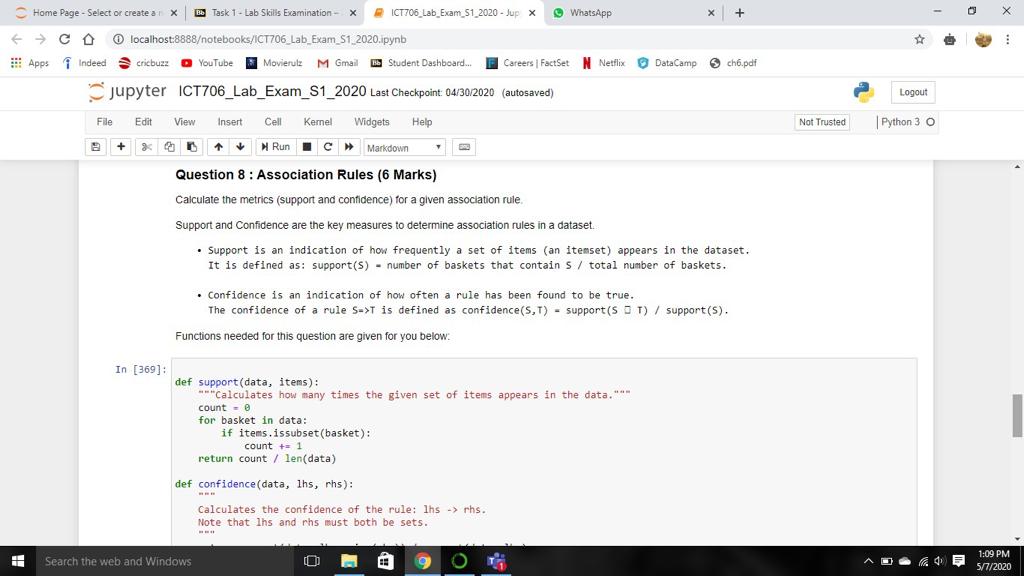 Home Page - Select or create a n
Task 1 - Lab Skills Examination -
ICT706_Lab_Exam_S1_2020 - Jup
WhatsApp
localhost:8888/notebooks/ICT706_Lab_Exam_S1_2020.ipynb
Apps
Indeed
cricbuzz
YouTube
Movierulz
Gmail
Bb Student Dashboard...
Careers | FactSet
Netflix
DataCamp
ch6.pdf
jupyter ICT706_Lab_Exam_S1_2020 Last Checkpoint: 04/30/2020 (autosaved)
Logout
File Edit View Insert Cell Kernel Widgets Help
Not Trusted
Python 3
Run
Markdown
Question 8 : Association Rules (6 Marks)
Calculate the metrics (support and confidence) for a given association rule.
Support and Confidence are the key measures to determine association rules in a dataset.
• Support is an indication of how frequently a set of items (an itemset) appears in the dataset.
It is defined as: support(S) = number of baskets that contain S / total number of baskets.
• Confidence is an indication of how often a rule has been found to be true.
The confidence of a rule S=>T is defined as confidence(S,T) = support(S □ T) / support(S).
Functions needed for this question are given for you below:
In [369]:
def support(data, items):
"""Calculates how many times the given set of items appears in the data."""
count = 0
for basket in data:
if items.issubset(basket):
count += 1
return count / len(data)
def confidence(data, lhs, rhs):
"""
Calculates the confidence of the rule: lhs -> rhs.
Note that lhs and rhs must both be sets.
"""
Search the web and Windows
1:09 PM
5/7/2020